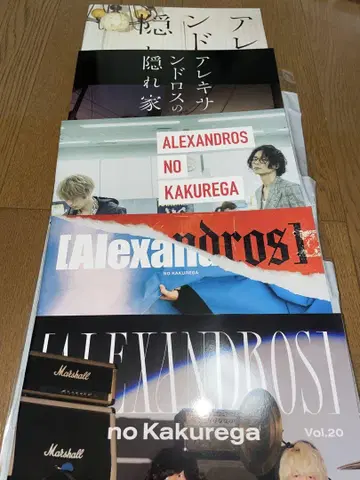 アレ
ンド
隠れ
アレキサ
ンドロスの
隠れ家
ALEXANDROS
NO
KAKUREGA
[Alexandros]
NO KAKUREGA
[ALEXANDROS]
no Kakurega
Vol.20
Marshall
Marshall